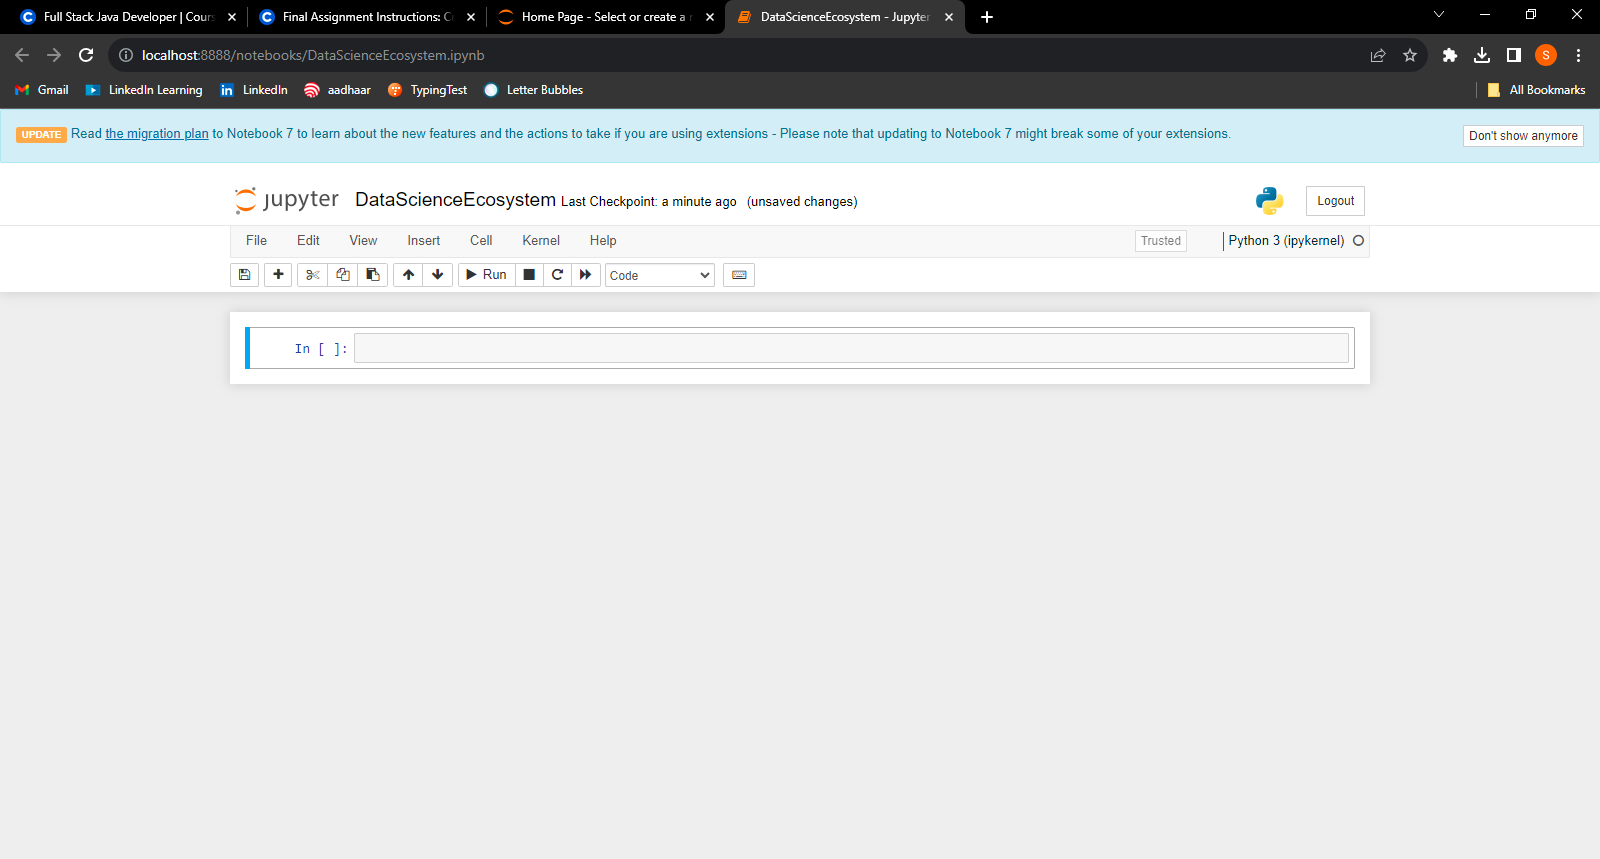 Full Stack Java Developer | Cours
Final Assignment Instructions: C
Home Page - Select or create a
DataScienceEcosystem - Jupyter
localhost:8888/notebooks/DataScienceEcosystem.ipynb
S
Gmail
LinkedIn Learning
in LinkedIn
aadhaar
TypingTest
Letter Bubbles
All Bookmarks
UPDATE Read the migration plan to Notebook 7 to learn about the new features and the actions to take if you are using extensions - Please note that updating to Notebook 7 might break some of your extensions.
Don't show anymore
jupyter DataScienceEcosystem Last Checkpoint: a minute ago (unsaved changes)
Logout
File Edit View Insert Cell Kernel Help
Trusted
Python 3 (ipykernel)
Run
Code
In [ ]: